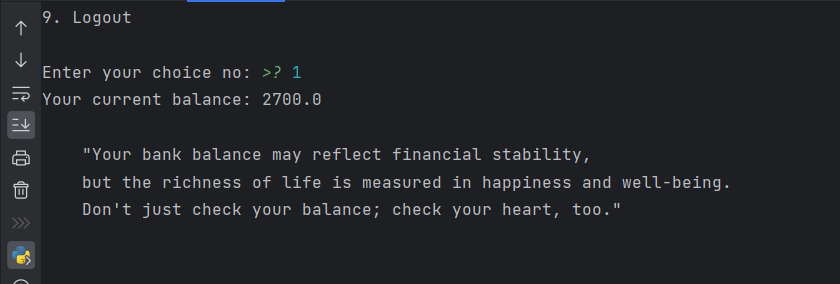 9. Logout
Enter your choice no: >? 1
Your current balance: 2700.0
"Your bank balance may reflect financial stability,
but the richness of life is measured in happiness and well-being.
Don't just check your balance; check your heart, too."